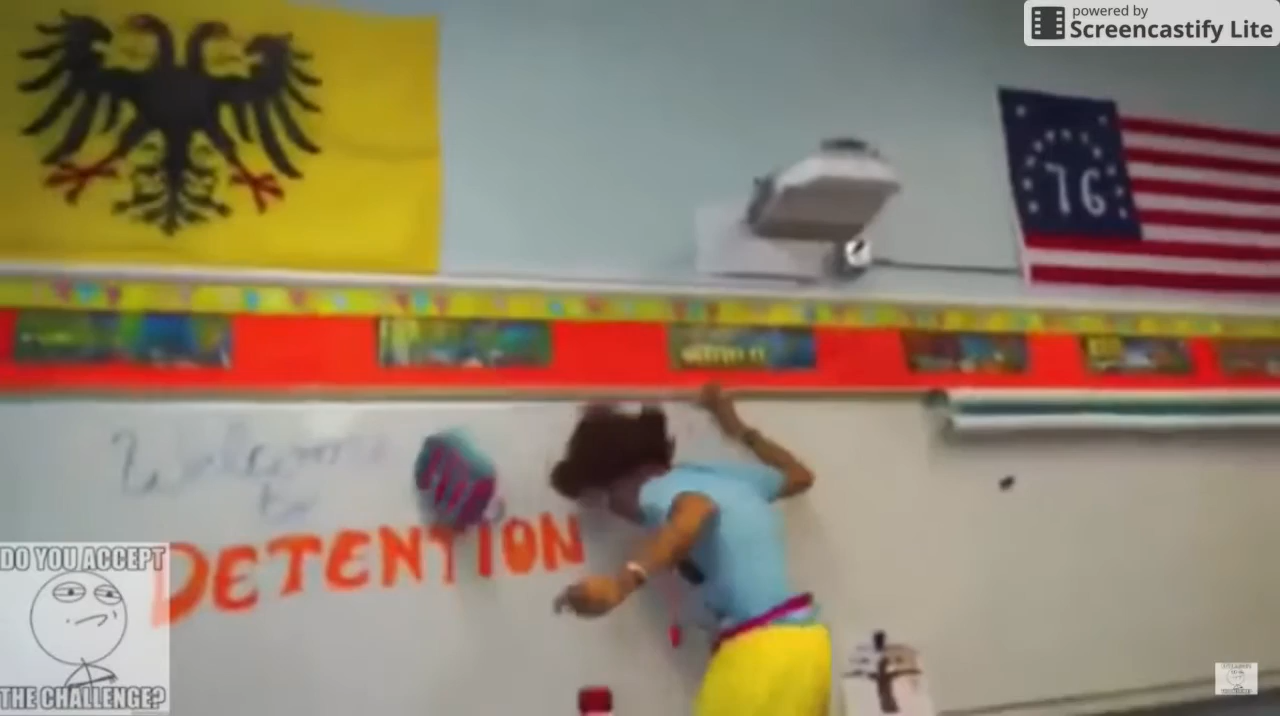 powered by
Screencastify Lite
76
Welcome
to
DETENTION
DO YOU ACCEPT
THE CHALLENGE?